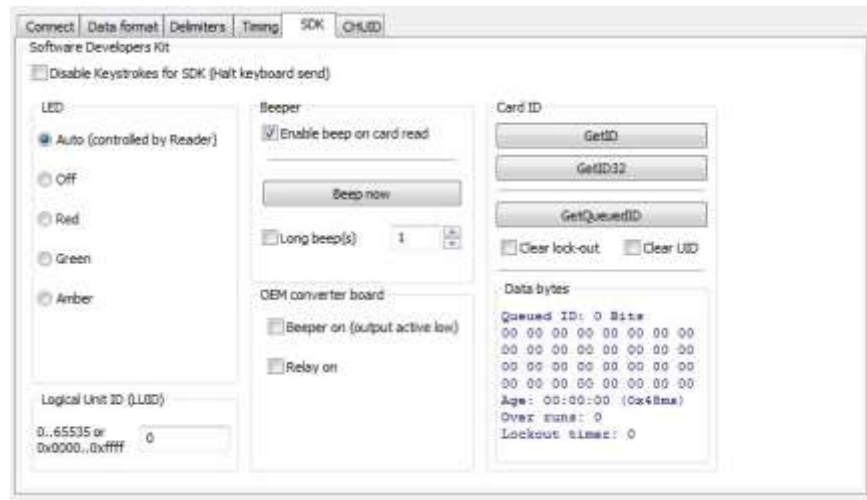 Connect Data format Delimiters Timing SDK CHUID
Software Developers Kit
Disable Keystrokes for SDK (Halt keyboard send)
LED
Auto (controlled by Reader)
Off
Red
Green
Amber
Logical Unit ID (LUID)
0..65535 or
0x0000..0xffff
0
Beeper
Enable beep on card read
Beep now
Long beep(s) 1
OEM converter board
Beeper on (output active low)
Relay on
Card ID
GetID
GetID32
GetQueuedID
Clear lock-out Clear UID
Data bytes
Queued ID: 0 Bits
00 00 00 00 00 00 00 00
00 00 00 00 00 00 00 00
00 00 00 00 00 00 00 00
00 00 00 00 00 00 00 00
Age: 00:00:00 (0x48ms)
Over runs: 0
Lockout timer: 0